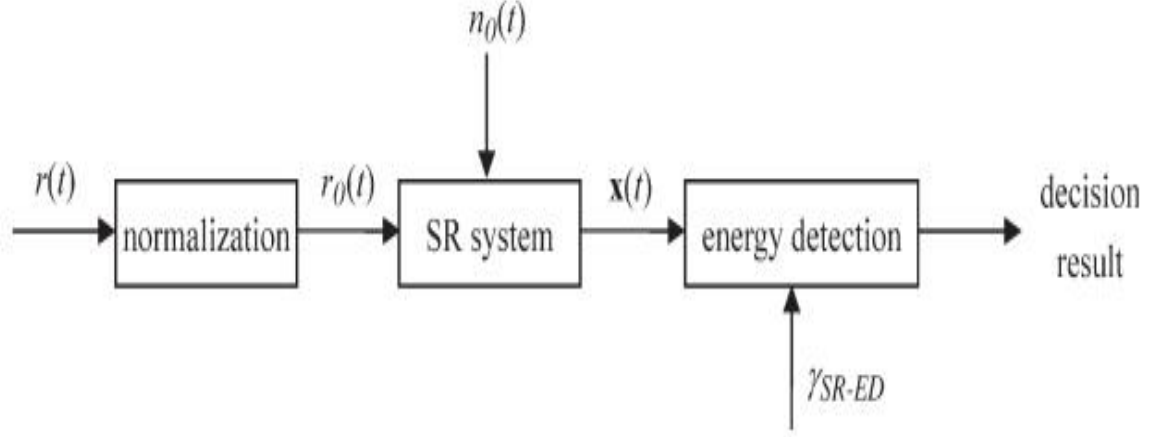 n0(t)
r(t)
normalization
r0(t)
SR system
x(t)
energy detection
decision
result
γSR-ED